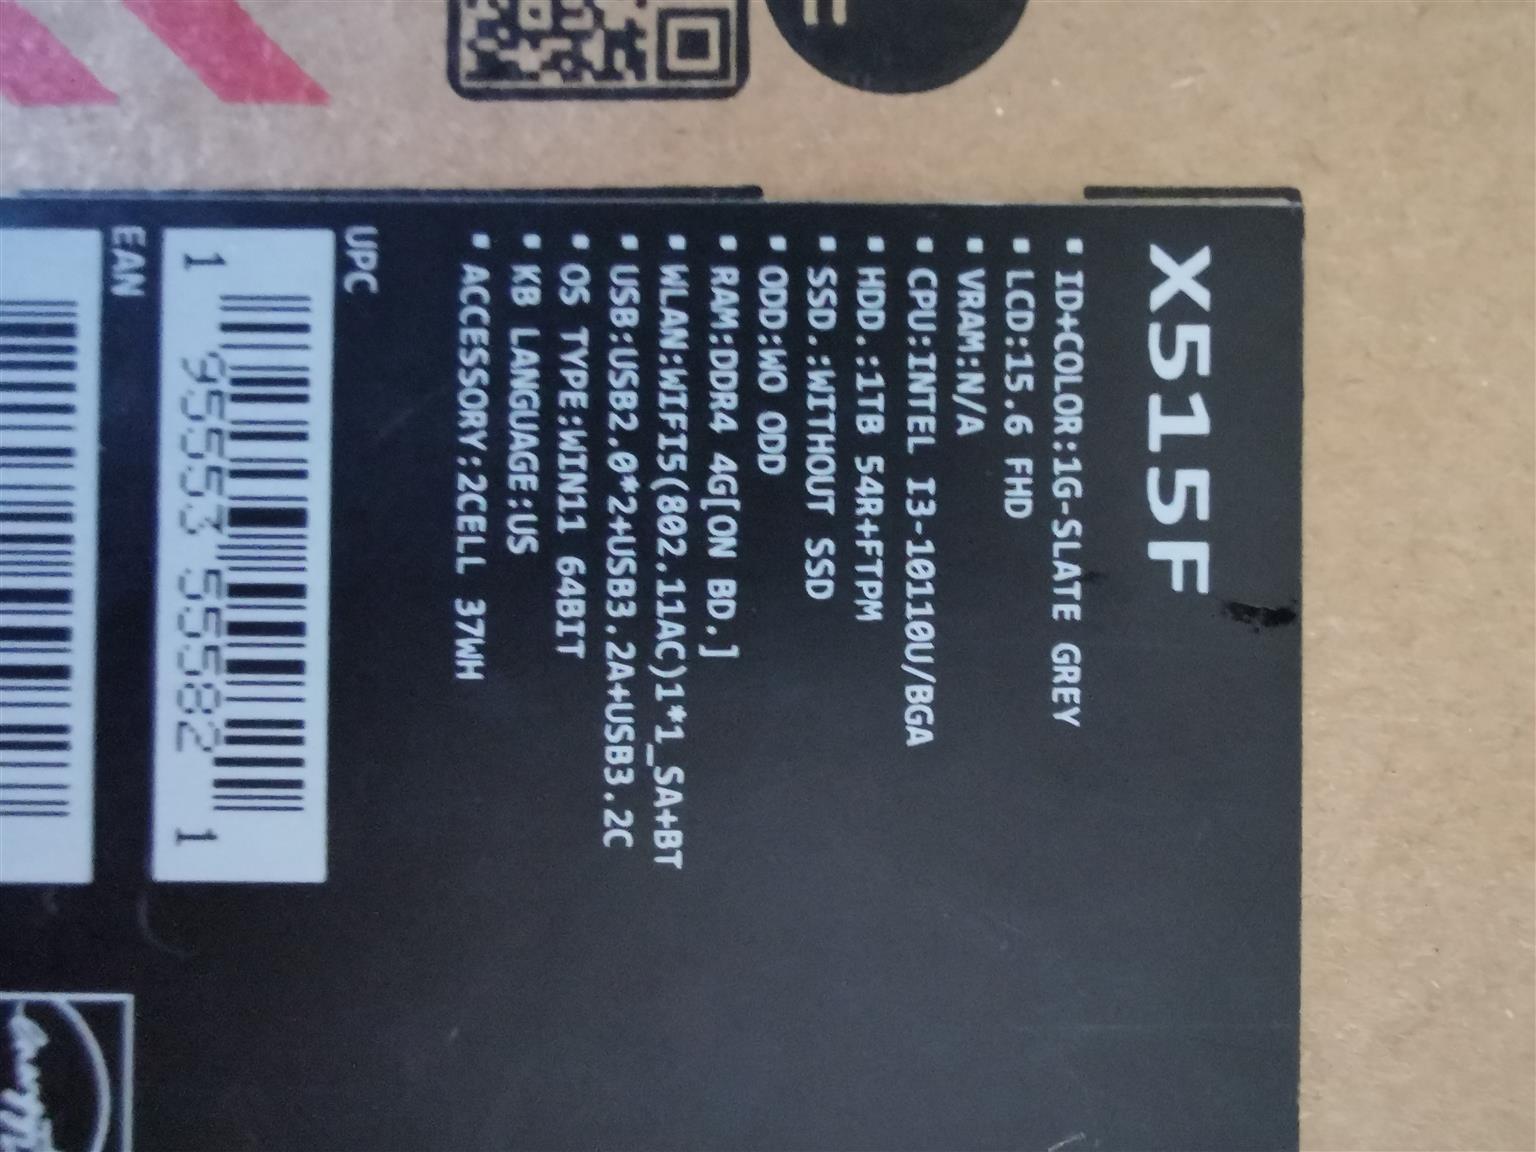 X515F
▪ ID+COLOR:1G-SLATE GREY
▪ LCD:15.6 FHD
▪ VRAM:N/A
▪ CPU:INTEL I3-10110U/BGA
▪ HDD.:1TB 54R+FTPM
▪ SSD.:WITHOUT SSD
▪ ODD:WO ODD
▪ RAM:DDR4 4G[ON BD.]
▪ WLAN:WIFI5(802.11AC)1*1_SA+BT
▪ USB:USB2.0*2+USB3.2A+USB3.2C
▪ OS TYPE:WIN11 64BIT
▪ KB LANGUAGE:US
▪ ACCESSORY:2CELL 37WH
UPC
1 95553 55582 1
EAN